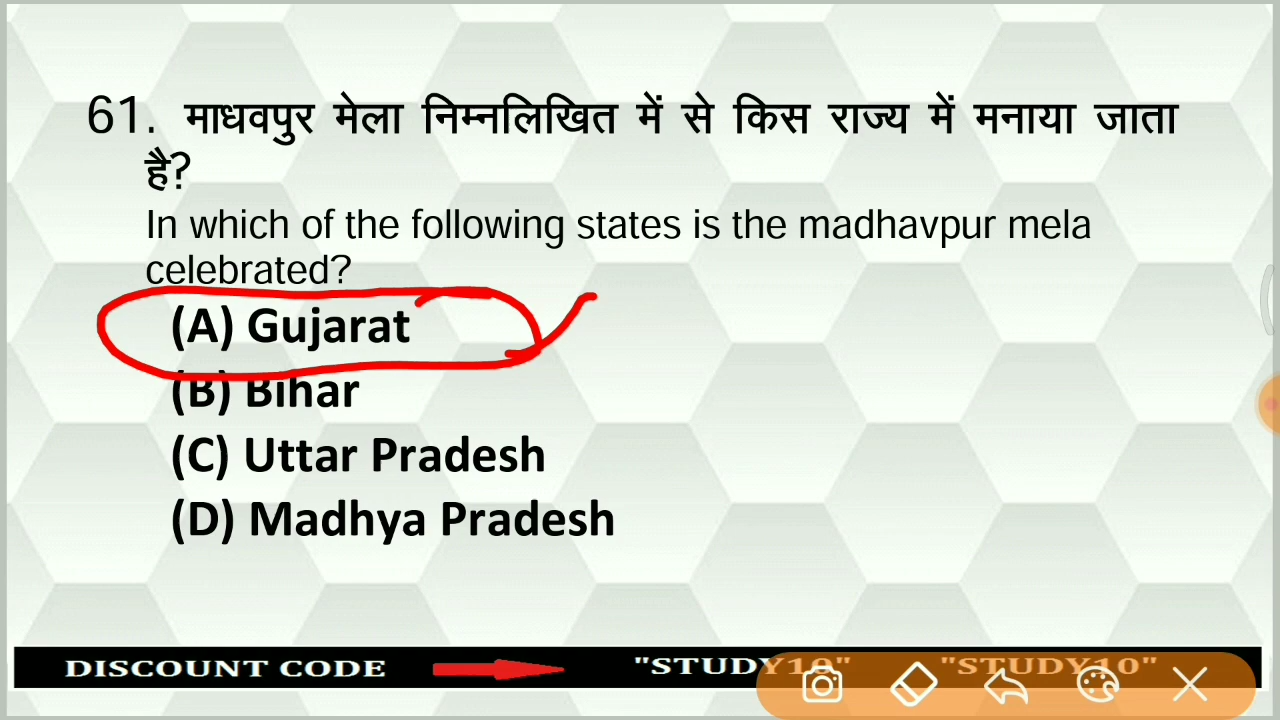 61. माधवपुर मेला निम्नलिखित में से किस राज्य में मनाया जाता
है?
In which of the following states is the madhavpur mela
celebrated?
(A) Gujarat
(B) Bihar
(C) Uttar Pradesh
(D) Madhya Pradesh
DISCOUNT CODE "STUDY10" "STUDY10"